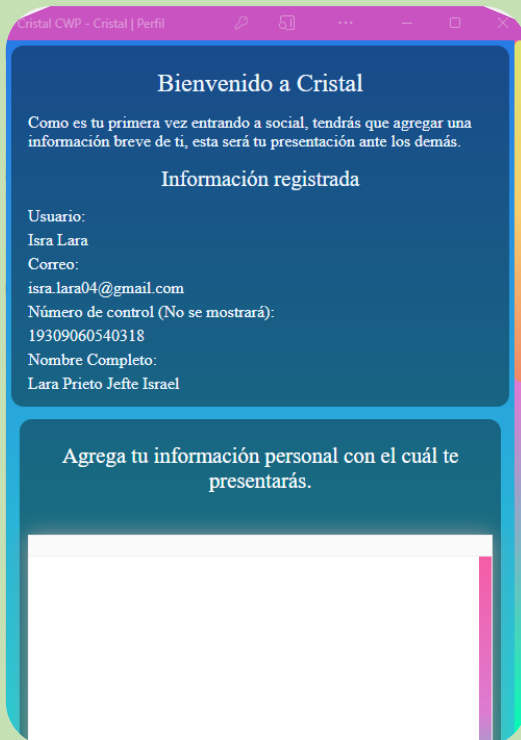 Cristal CWP - Cristal | Perfil
Bienvenido a Cristal
Como es tu primera vez entrando a social, tendrás que agregar una
información breve de ti, esta será tu presentación ante los demás.
Información registrada
Usuario:
Isra Lara
Correo:
isra.lara04@gmail.com
Número de control (No se mostrará):
19309060540318
Nombre Completo:
Lara Prieto Jefte Israel
Agrega tu información personal con el cuál te
presentarás.